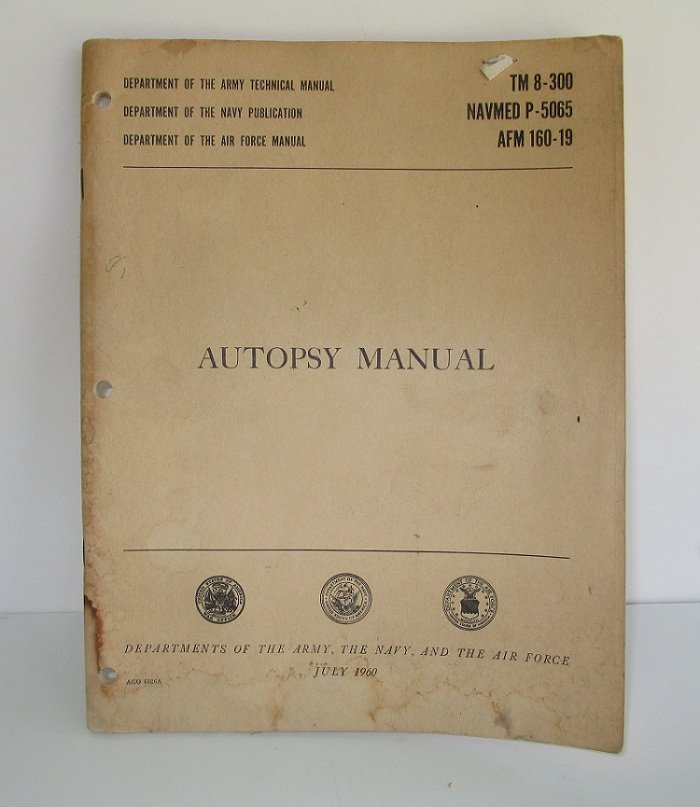 DEPARTMENT OF THE ARMY TECHNICAL MANUAL TM 8-300
DEPARTMENT OF THE NAVY PUBLICATION NAVMED P-5065
DEPARTMENT OF THE AIR FORCE MANUAL AFM 160-19
AUTOPSY MANUAL
DEPARTMENTS OF THE ARMY, THE NAVY, AND THE AIR FORCE
JULY 1960
AGO